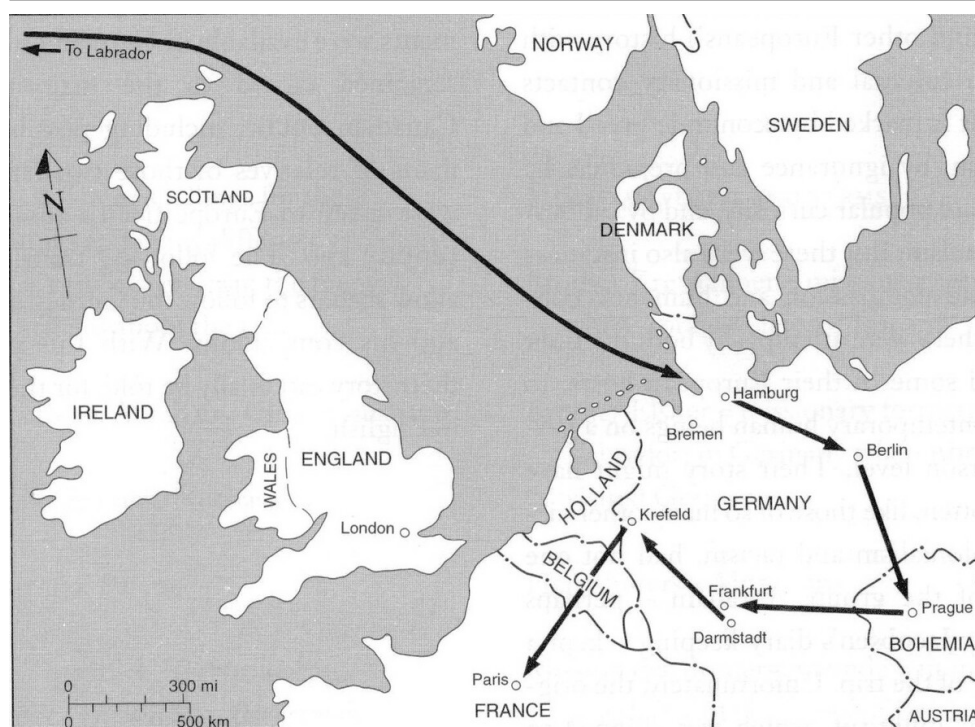 To Labrador
NORWAY
SWEDEN
N
SCOTLAND
DENMARK
IRELAND
Hamburg
Bremen
Berlin
ENGLAND
WALES
HOLLAND
GERMANY
Krefeld
London
BELGIUM
Frankfurt
Prague
Darmstadt
BOHEMIA
Paris
0 300 mi
FRANCE
0 500 km
AUSTRIA